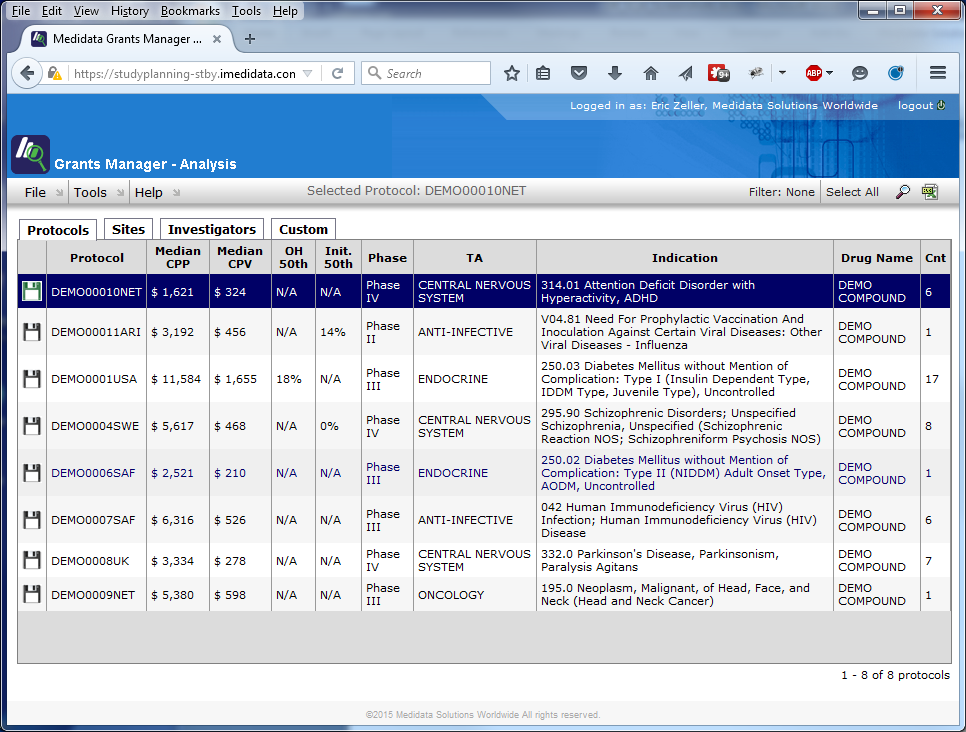 File Edit View History Bookmarks Tools Help
Medidata Grants Manager ...
https://studyplanning-stby.imedidata.con
Search
9+
ABP
Logged in as: Eric Zeller, Medidata Solutions Worldwide logout
Grants Manager - Analysis
File Tools Help Selected Protocol: DEMO00010NET Filter: None Select All
Protocols Sites Investigators Custom
Protocol Median CPP Median CPV OH 50th Init. 50th Phase TA Indication Drug Name Cnt
DEMO00010NET $ 1,621 $ 324 N/A N/A Phase IV CENTRAL NERVOUS SYSTEM 314.01 Attention Deficit Disorder with Hyperactivity, ADHD DEMO COMPOUND 6
DEMO00011ARI $ 3,192 $ 456 N/A 14% Phase II ANTI-INFECTIVE V04.81 Need For Prophylactic Vaccination And Inoculation Against Certain Viral Diseases: Other Viral Diseases - Influenza DEMO COMPOUND 1
DEMO0001USA $ 11,584 $ 1,655 18% N/A Phase III ENDOCRINE 250.03 Diabetes Mellitus without Mention of Complication: Type I (Insulin Dependent Type, IDDM Type, Juvenile Type), Uncontrolled DEMO COMPOUND 17
DEMO0004SWE $ 5,617 $ 468 N/A 0% Phase IV CENTRAL NERVOUS SYSTEM 295.90 Schizophrenic Disorders; Unspecified Schizophrenia, Unspecified (Schizophrenic Reaction NOS; Schizophreniform Psychosis NOS) DEMO COMPOUND 8
DEMO0006SAF $ 2,521 $ 210 N/A N/A Phase III ENDOCRINE 250.02 Diabetes Mellitus without Mention of Complication: Type II (NIDDM) Adult Onset Type, AODM, Uncontrolled DEMO COMPOUND 1
DEMO0007SAF $ 6,316 $ 526 N/A N/A Phase III ANTI-INFECTIVE 042 Human Immunodeficiency Virus (HIV) Infection; Human Immunodeficiency Virus (HIV) Disease DEMO COMPOUND 6
DEMO0008UK $ 3,334 $ 278 N/A N/A Phase IV CENTRAL NERVOUS SYSTEM 332.0 Parkinson's Disease, Parkinsonism, Paralysis Agitans DEMO COMPOUND 7
DEMO0009NET $ 5,380 $ 598 N/A N/A Phase III ONCOLOGY 195.0 Neoplasm, Malignant, of Head, Face, and Neck (Head and Neck Cancer) DEMO COMPOUND 1
1 - 8 of 8 protocols
©2015 Medidata Solutions Worldwide All rights reserved.